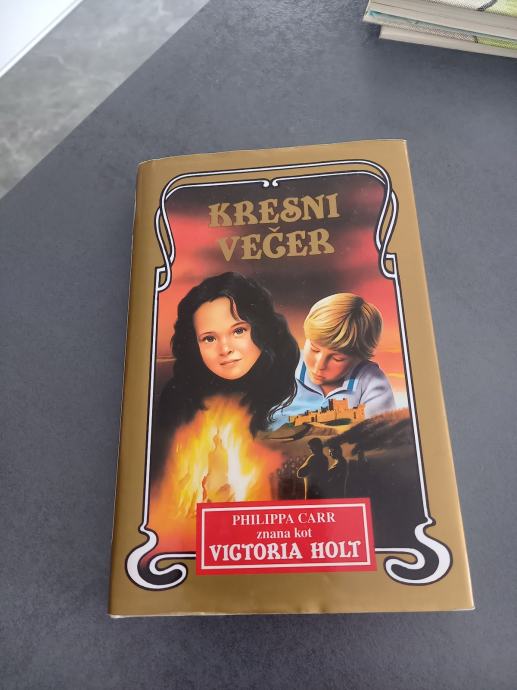 KRESNI
VEČER
PHILIPPA CARR
znana kot
VICTORIA HOLT